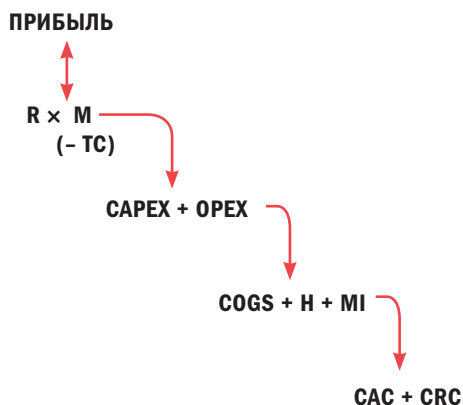 ПРИБЫЛЬ
R × M
(– TC)
CAPEX + OPEX
COGS + H + MI
CAC + CRC